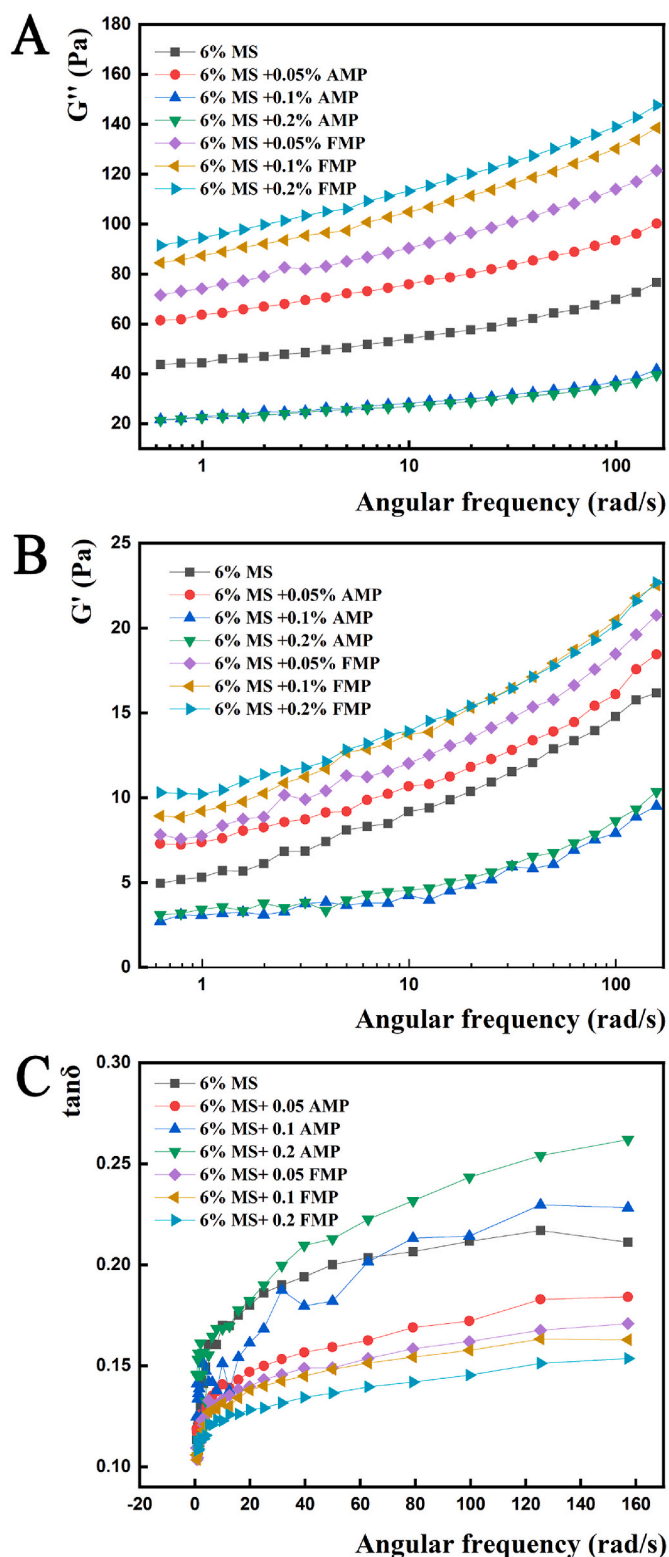 A
G'' (Pa)
180
160
140
120
100
80
60
40
20
6% MS
6% MS +0.05% AMP
6% MS +0.1% AMP
6% MS +0.2% AMP
6% MS +0.05% FMP
6% MS +0.1% FMP
6% MS +0.2% FMP
1
10
100
Angular frequency (rad/s)
B
G' (Pa)
25
20
15
10
5
0
6% MS
6% MS +0.05% AMP
6% MS +0.1% AMP
6% MS +0.2% AMP
6% MS +0.05% FMP
6% MS +0.1% FMP
6% MS +0.2% FMP
1
10
100
Angular frequency (rad/s)
C
tanδ
0.30
0.25
0.20
0.15
0.10
6% MS
6% MS+ 0.05 AMP
6% MS+ 0.1 AMP
6% MS+ 0.2 AMP
6% MS+ 0.05 FMP
6% MS+ 0.1 FMP
6% MS+ 0.2 FMP
-20 0 20 40 60 80 100 120 140 160
Angular frequency (rad/s)